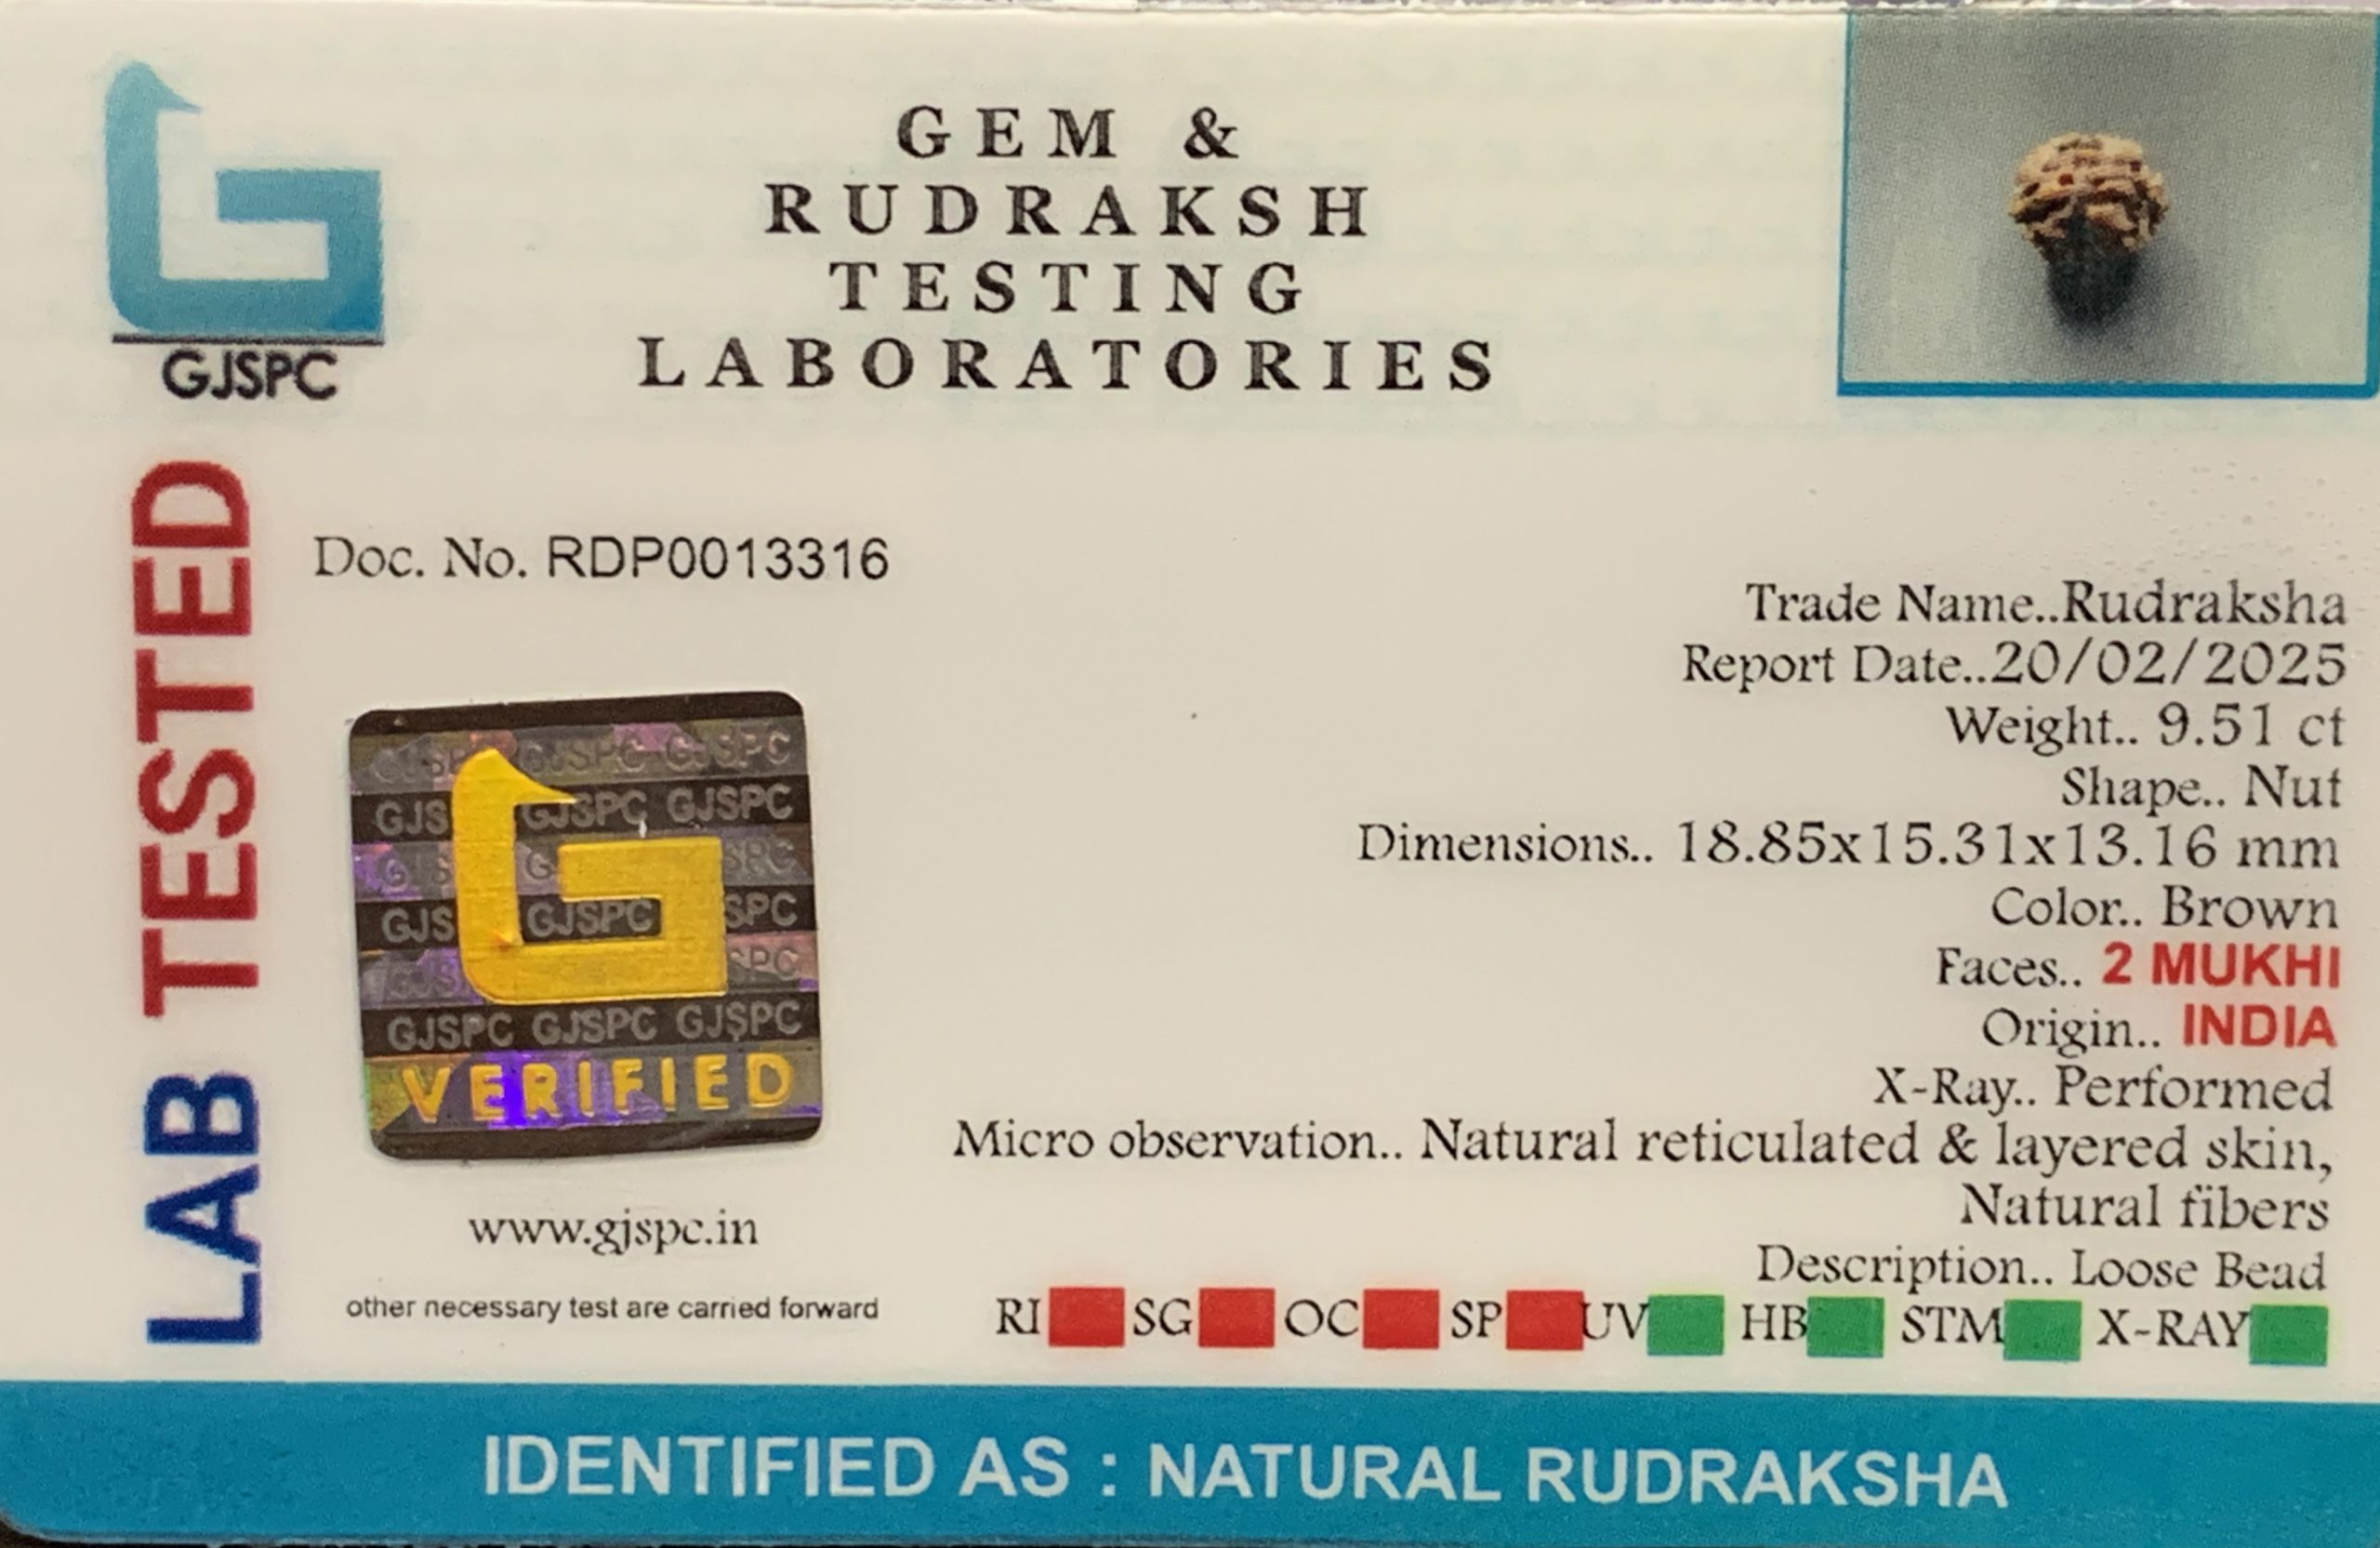 GJSPC
GEM &
RUDRAKSH
TESTING
LABORATORIES
LAB TESTED
Doc. No. RDP0013316
Trade Name..Rudraksha
Report Date..20/02/2025
Weight.. 9.51 ct
Shape.. Nut
Dimensions.. 18.85x15.31x13.16 mm
Color.. Brown
Faces.. 2 MUKHI
Origin.. INDIA
X-Ray.. Performed
Micro observation.. Natural reticulated & layered skin,
Natural fibers
Description.. Loose Bead
GJSPC GJSPC
GJSPC GJSPC
GJSPC
GJSPC GJSPC GJSPC
VERIFIED
www.gjspc.in
other necessary test are carried forward
RI SG OC SP UV HB STM X-RAY
IDENTIFIED AS : NATURAL RUDRAKSHA